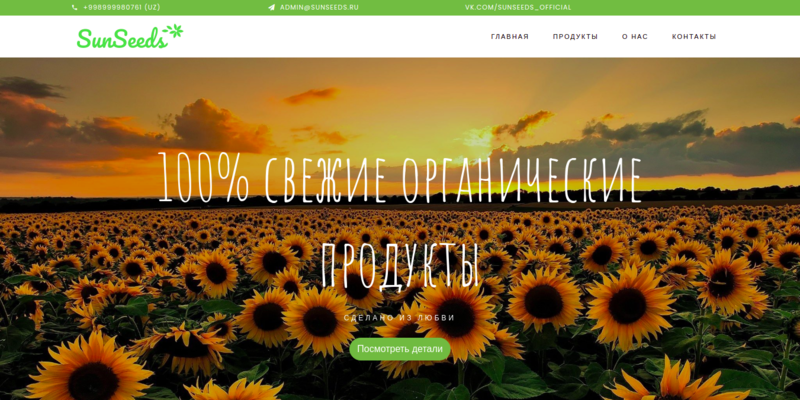 +998999980761 (UZ) ADMIN@SUNSEEDS.RU VK.COM/SUNSEEDS_OFFICIAL
SunSeeds ГЛАВНАЯ ПРОДУКТЫ О НАС КОНТАКТЫ
100% СВЕЖИЕ ОРГАНИЧЕСКИЕ
ПРОДУКТЫ
СДЕЛАНО ИЗ ЛЮБВИ
Посмотреть детали